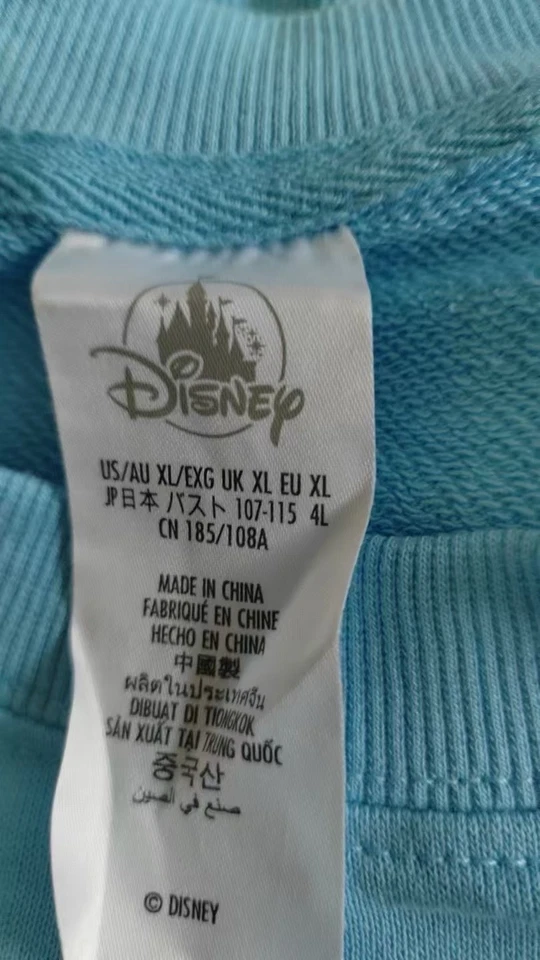 Disney
US/AU XL/EXG UK XL EU XL
JP日本 バスト 107-115 4L
CN 185/108A
MADE IN CHINA
FABRIQUÉ EN CHINE
HECHO EN CHINA
中國製
ผลิตในประเทศจีน
DIBUAT DI TIONGKOK
SẢN XUẤT TẠI TRUNG QUỐC
중국산
صنع في الصين
© DISNEY